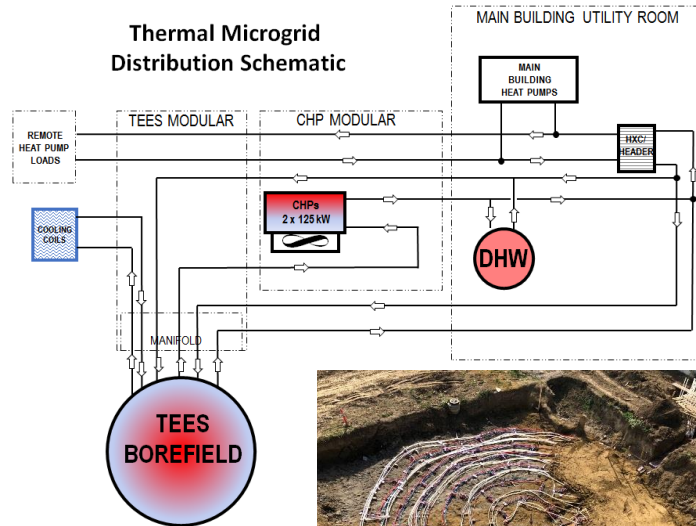 Thermal Microgrid
Distribution Schematic
MAIN BUILDING UTILITY ROOM
MAIN
BUILDING
HEAT PUMPS
TEES MODULAR
CHP MODULAR
REMOTE
HEAT PUMP
LOADS
HXC/
HEADER
CHPs
2 x 125 kW
COOLING
COILS
DHW
MANIFOLD
TEES
BOREFIELD